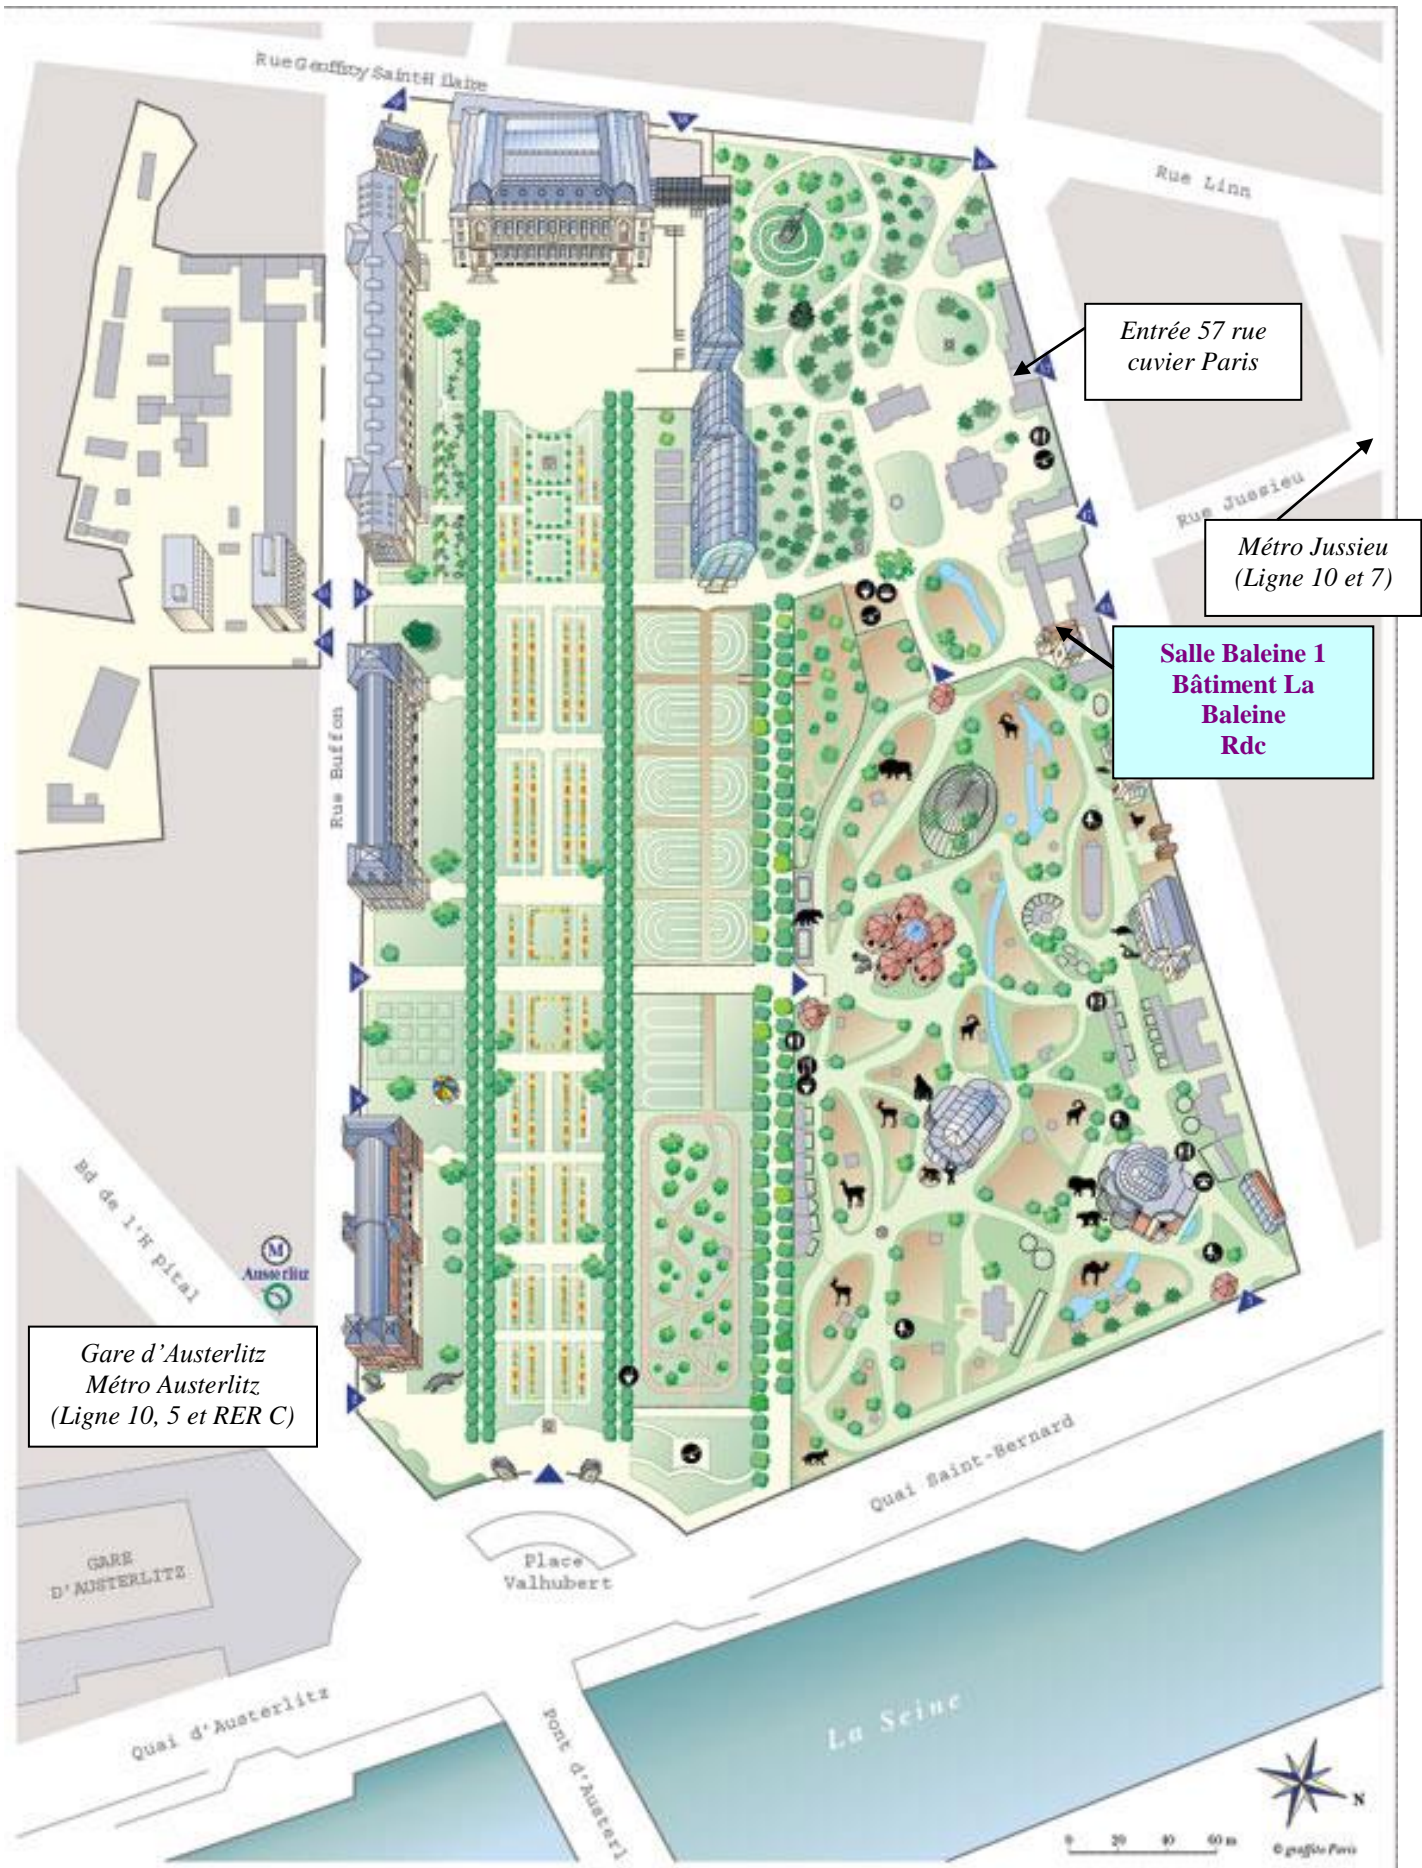 Rue Geoffroy Saint-H ilaire
Rue Linn
Entrée 57 rue
cuvier Paris
Rue Jussieu
Métro Jussieu
(Ligne 10 et 7)
Salle Baleine 1
Bâtiment La
Baleine
Rdc
Rue Buffon
Bd de l'H pital
M
Austerlitz
Gare d'Austerlitz
Métro Austerlitz
(Ligne 10, 5 et RER C)
Quai Saint-Bernard
GARE
D'AUSTERLITZ
Place
Valhubert
Quai d'Austerlitz
Pont d'Austerl
La Seine
N
0 20 40 60 m
© graffito Paris